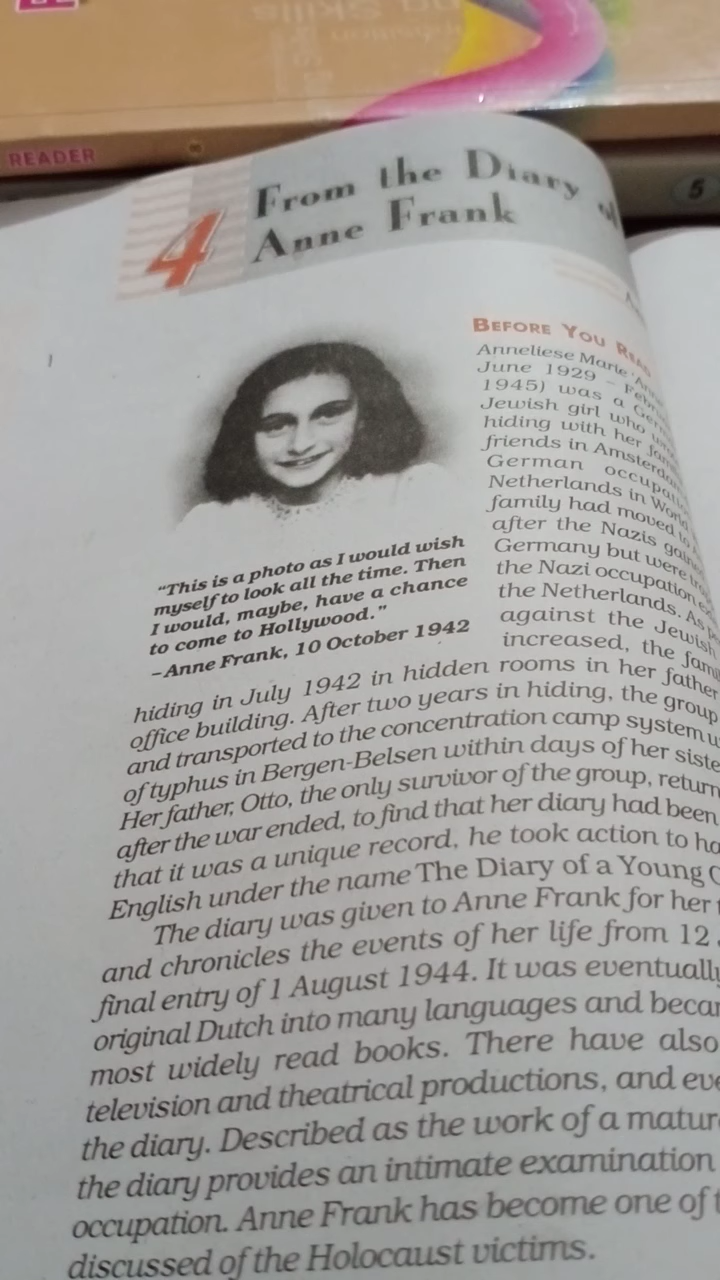 READER
5
4
From the Diary of
Anne Frank
BEFORE YOU READ
Anneliese Marie
June 1929 –
1945) was a
Jewish girl who
hiding with her
friends in Amsterdam
German
Netherlands in World
family had moved
after the Nazis
Germany but were
the Nazi occupation
the Netherlands. As
against the Jewish
increased, the
"This is a photo as I would wish
myself to look all the time. Then
I would, maybe, have a chance
to come to Hollywood."
–Anne Frank, 10 October 1942
hiding in July 1942 in hidden rooms in her father
office building. After two years in hiding, the group
and transported to the concentration camp system
of typhus in Bergen-Belsen within days of her
Her father, Otto, the only survivor of the group,
after the war ended, to find that her diary had been
that it was a unique record, he took action to
English under the name The Diary of a Young
The diary was given to Anne Frank for her
and chronicles the events of her life from 12
final entry of 1 August 1944. It was eventually
original Dutch into many languages and
most widely read books. There have also
television and theatrical productions, and
the diary. Described as the work of a
the diary provides an intimate examination
occupation. Anne Frank has become one of
discussed of the Holocaust victims.